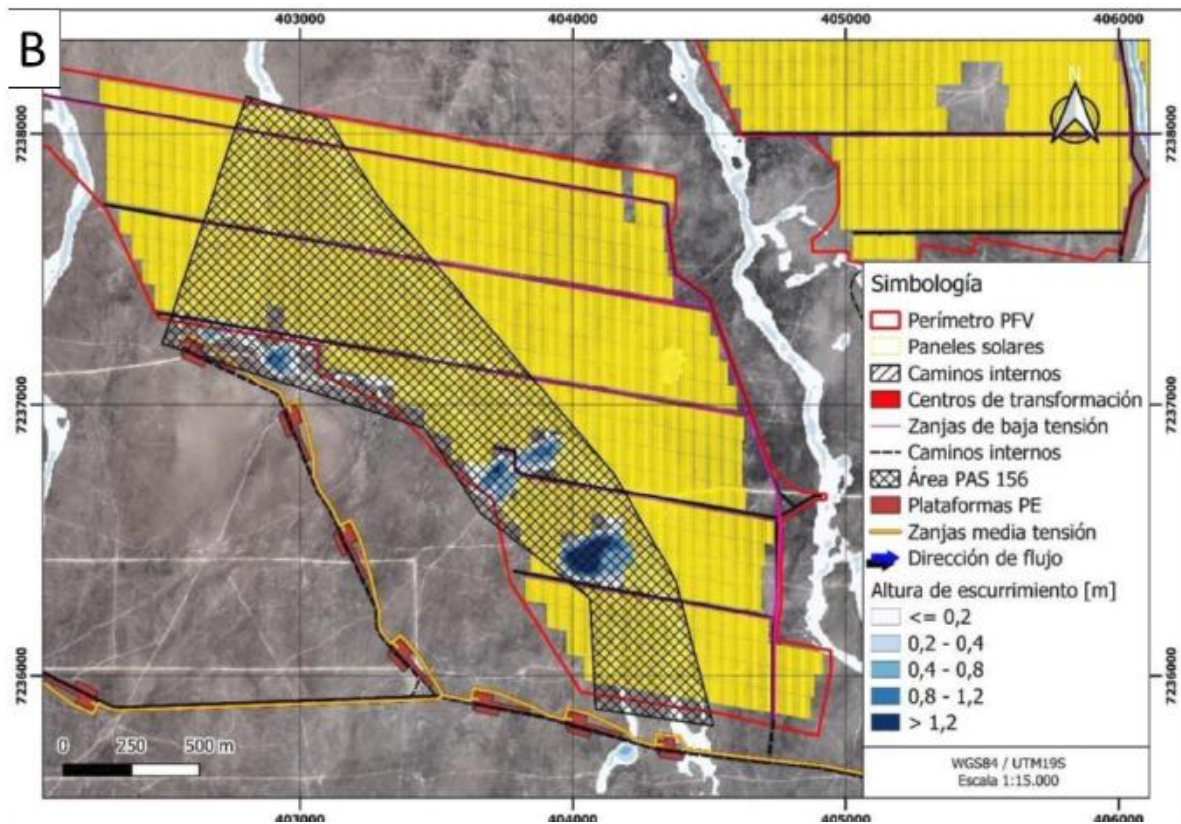 B
403000 404000 405000 406000
N
7238000 7238000
7237000 7237000
7236000 7236000
Simbología
Perímetro PFV
Paneles solares
Caminos internos
Centros de transformación
Zanjas de baja tensión
Caminos internos
Área PAS 156
Plataformas PE
Zanjas media tensión
Dirección de flujo
Altura de escurrimiento [m]
<= 0,2
0,2 - 0,4
0,4 - 0,8
0,8 - 1,2
> 1,2
WGS84 / UTM19S
Escala 1:15.000
0 250 500 m
403000 404000 405000 406000